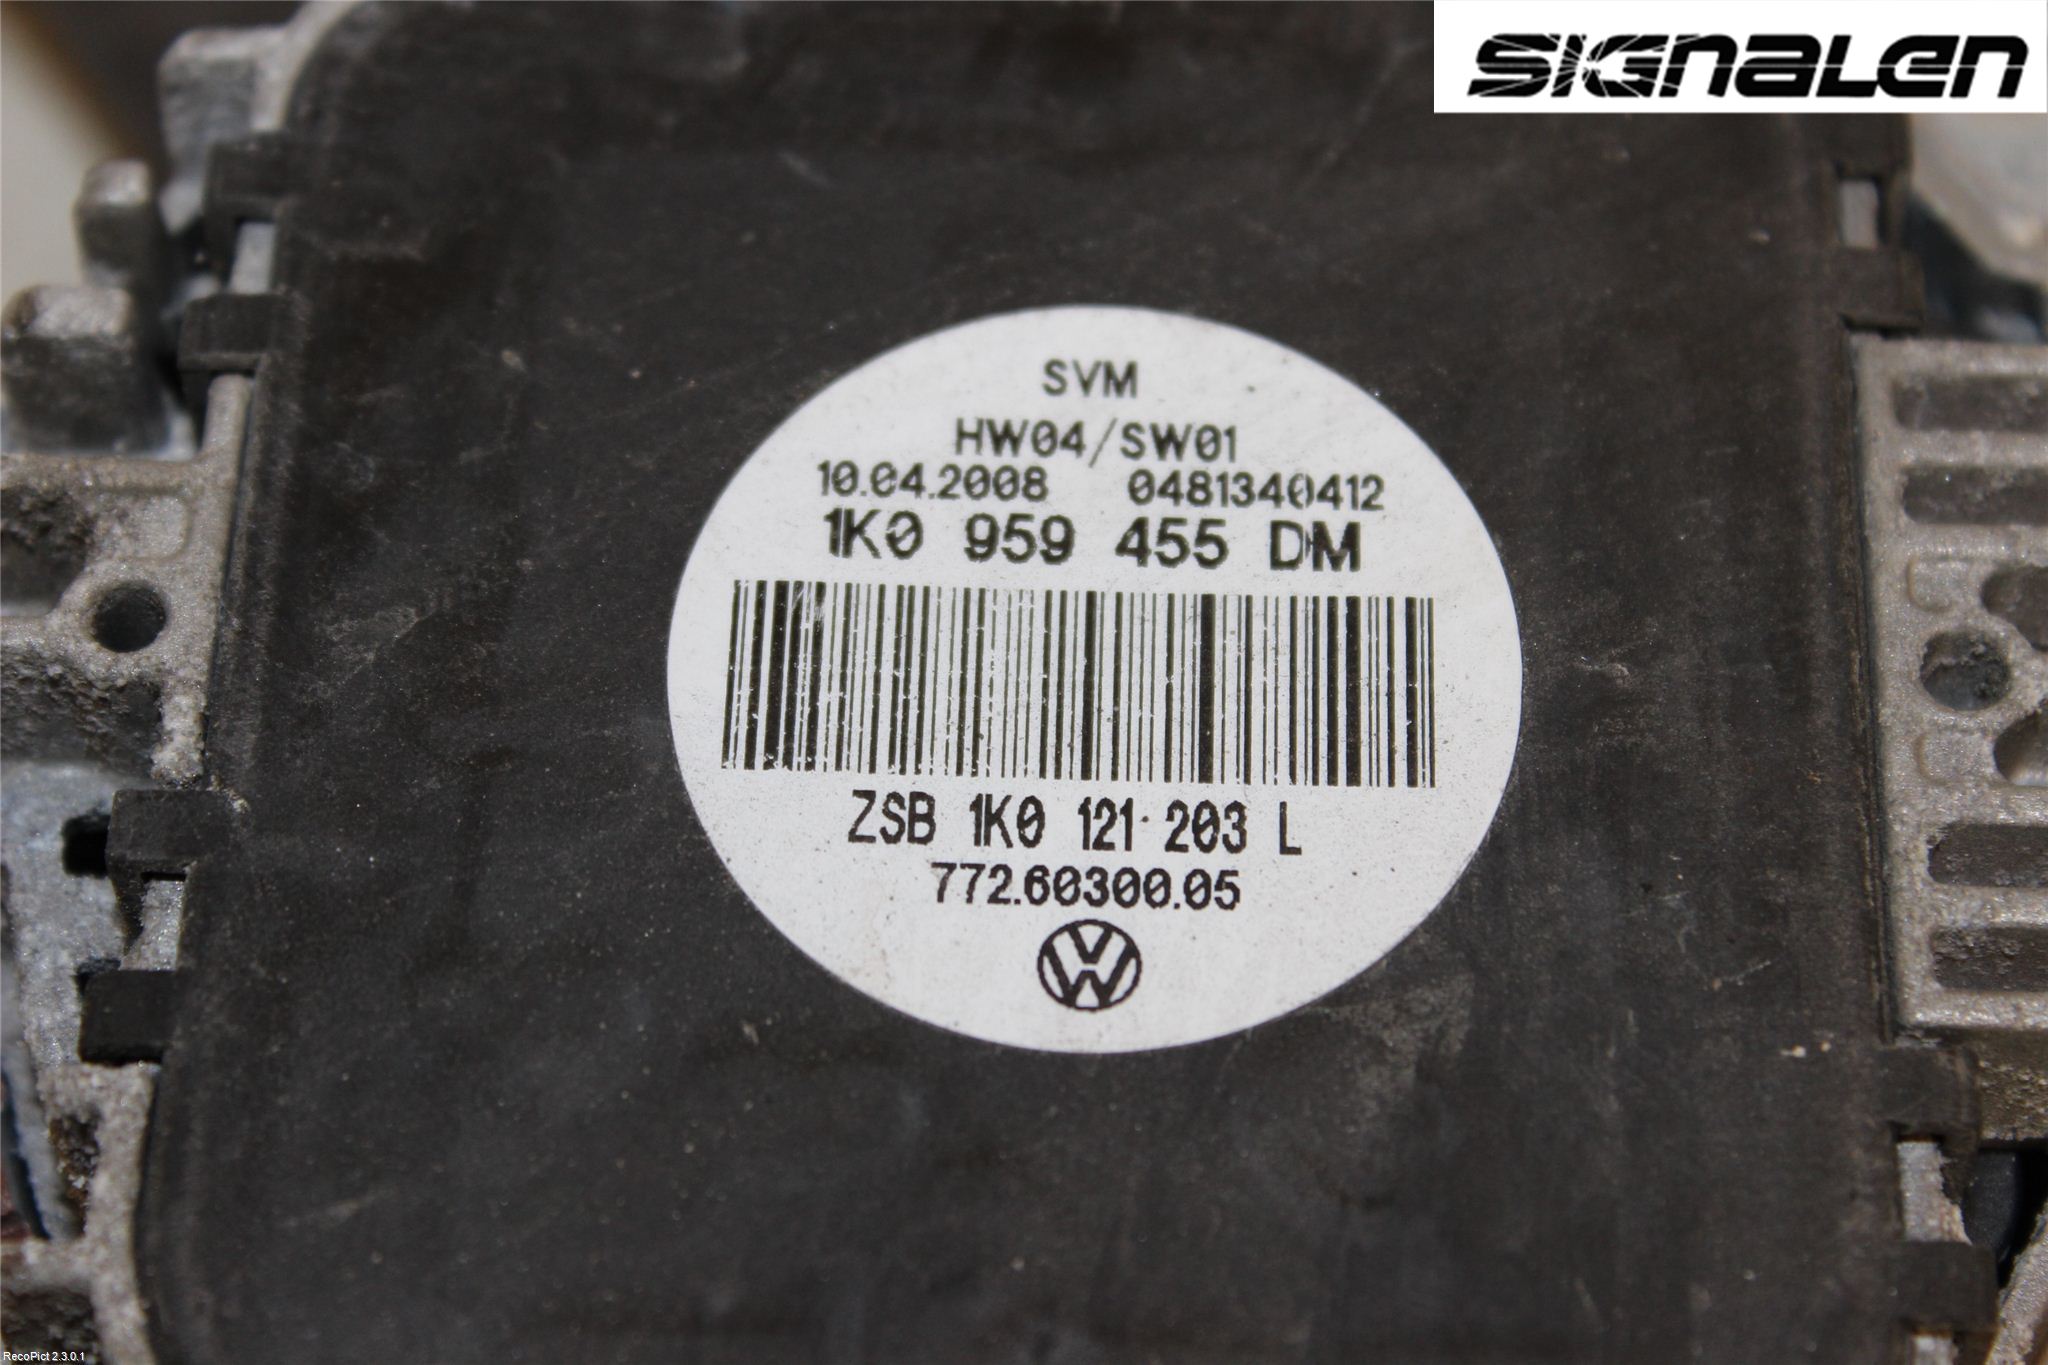 SIGNALEN
SVM
HW04/SW01
10.04.2008 0481340412
1K0 959 455 DM
ZSB 1K0 121 203 L
772.60300.05
VW
RecoPict 2.3.0.1